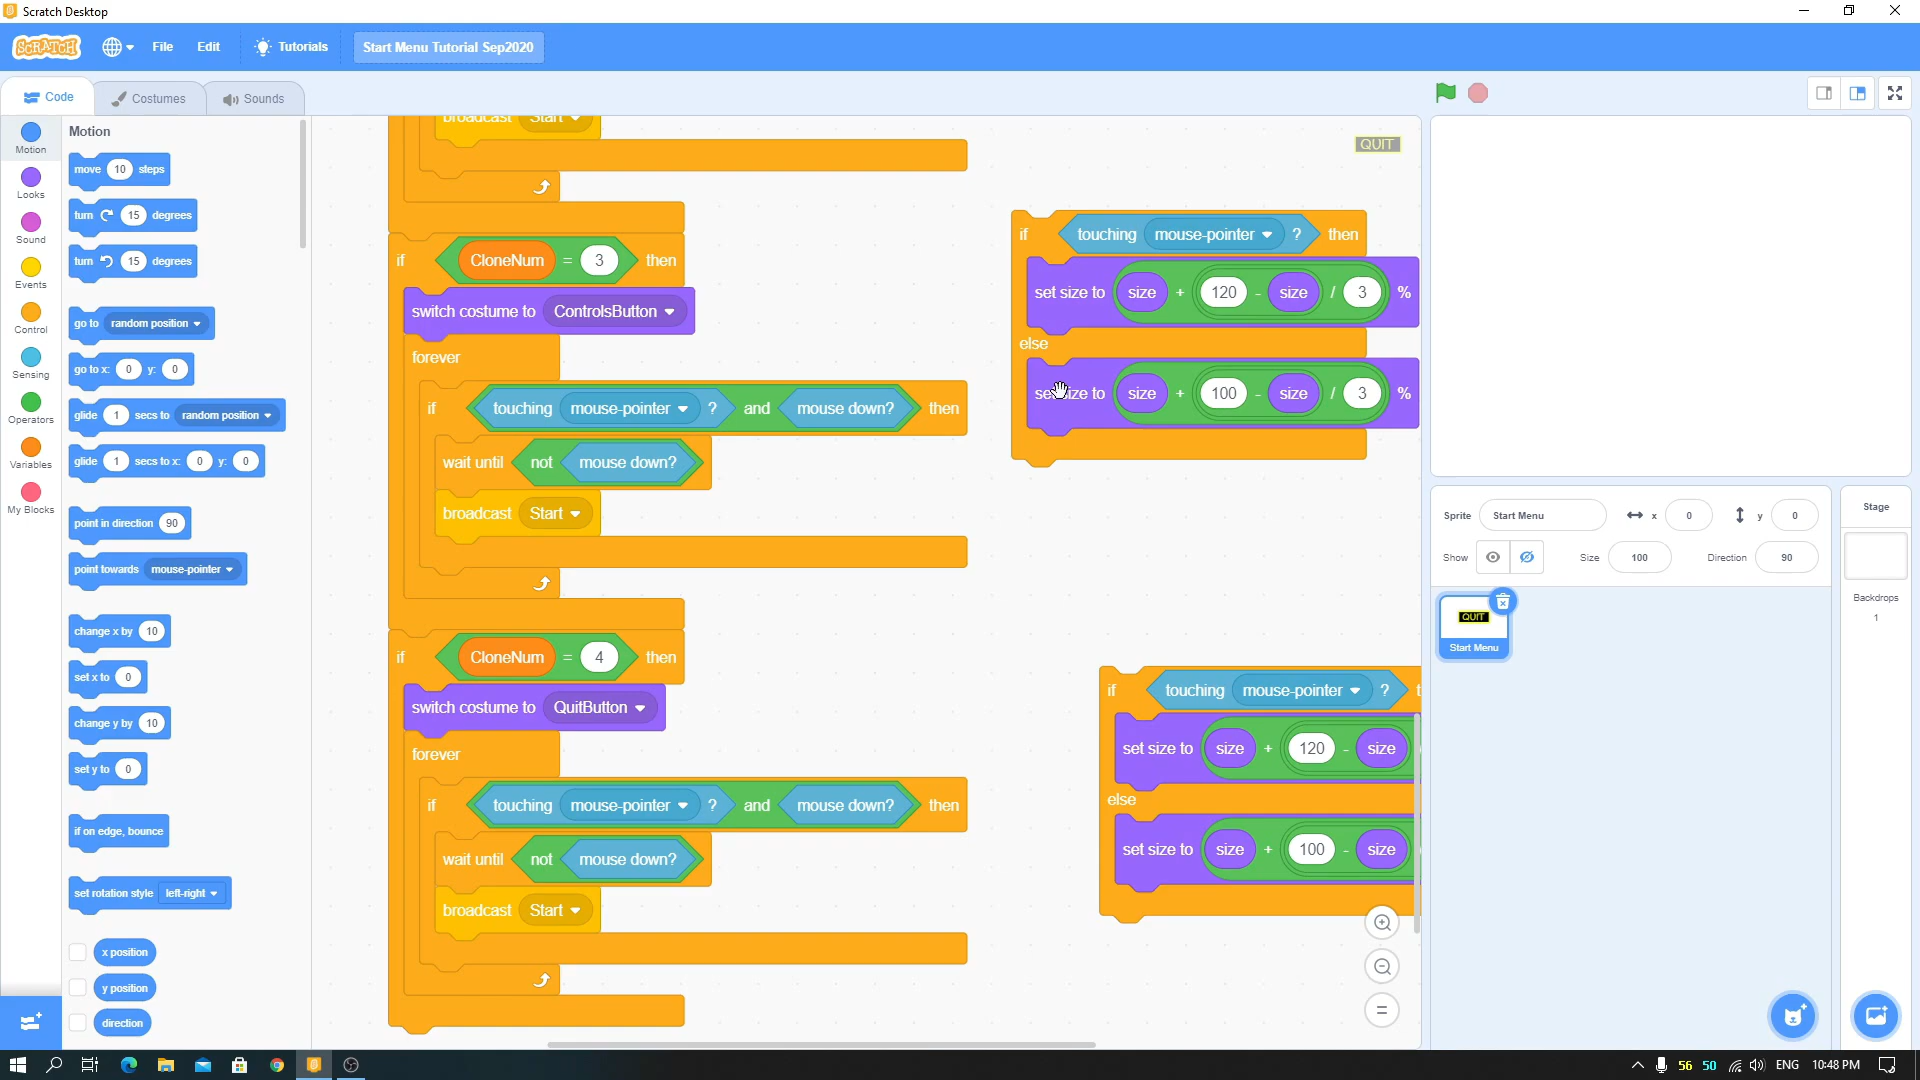 Scratch Desktop
SCRATCH File Edit Tutorials Start Menu Tutorial Sep2020
Code Costumes Sounds
Motion
Looks
Sound
Events
Control
Sensing
Operators
Variables
My Blocks
Motion
move 10 steps
turn 15 degrees
turn 15 degrees
go to random position
go to x: 0 y: 0
glide 1 secs to random position
glide 1 secs to x: 0 y: 0
point in direction 90
point towards mouse-pointer
change x by 10
set x to 0
change y by 10
set y to 0
if on edge, bounce
set rotation style left-right
x position
y position
direction
broadcast Start
if CloneNum = 3 then
switch costume to ControlsButton
forever
if touching mouse-pointer ? and mouse down? then
wait until not mouse down?
broadcast Start
if CloneNum = 4 then
switch costume to QuitButton
forever
if touching mouse-pointer ? and mouse down? then
wait until not mouse down?
broadcast Start
QUIT
if touching mouse-pointer ? then
set size to size + 120 - size / 3 %
else
set size to size + 100 - size / 3 %
if touching mouse-pointer ? t
set size to size + 120 - size
else
set size to size + 100 - size
=
Sprite Start Menu x 0 y 0
Show Size 100 Direction 90
QUIT
Start Menu
Stage
Backdrops
1
56 50 ENG 10:48 PM